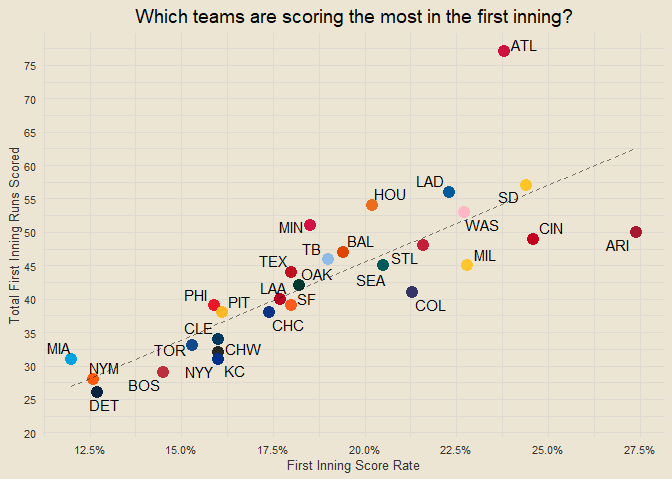 Which teams are scoring the most in the first inning?
ATL
75
70
65
60
LAD
HOU
SD
55
MIN
WAS
CIN
50
BAL
ARI
TB
STL
MIL
TEX
45
OAK
SEA
LAA
40
PHI
PIT
SF
COL
CHC
35
CLE
TOR
CHW
MIA
30
NYM
NYY
KC
BOS
DET
25
20
12.5%
15.0%
17.5%
20.0%
22.5%
25.0%
27.5%
Total First Inning Runs Scored
First Inning Score Rate